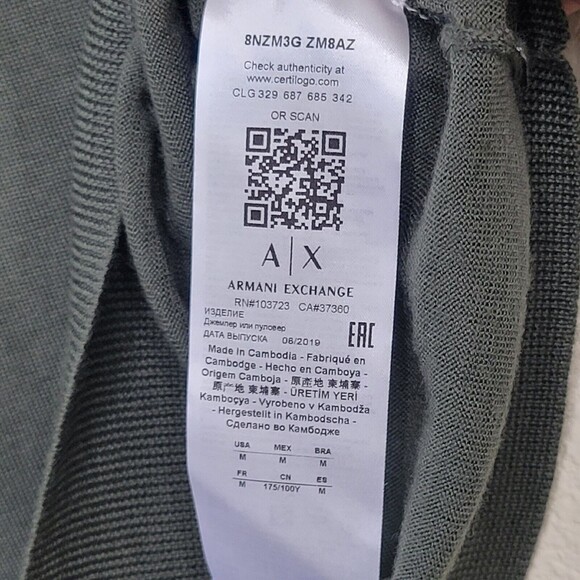 8NZM3G ZM8AZ
Check authenticity at
www.certilogo.com
CLG 329 687 685 342
OR SCAN
A|X
ARMANI EXCHANGE
RN#103723 CA#37360
ИЗДЕЛИЕ
Джемпер или пуловер
ДАТА ВЫПУСКА 08/2019
EAC
Made in Cambodia - Fabriqué en
Cambodge - Hecho en Camboya -
Origem Camboja - 原产地 柬埔寨 -
原産地 柬埔寨 - ÜRETİM YERİ
Kamboçya - Vyrobeno v Kambodža
- Hergestellt in Kambodscha -
Сделано во Камбодже
USA MEX BRA
M M M
FR CN ES
M 175/100Y M